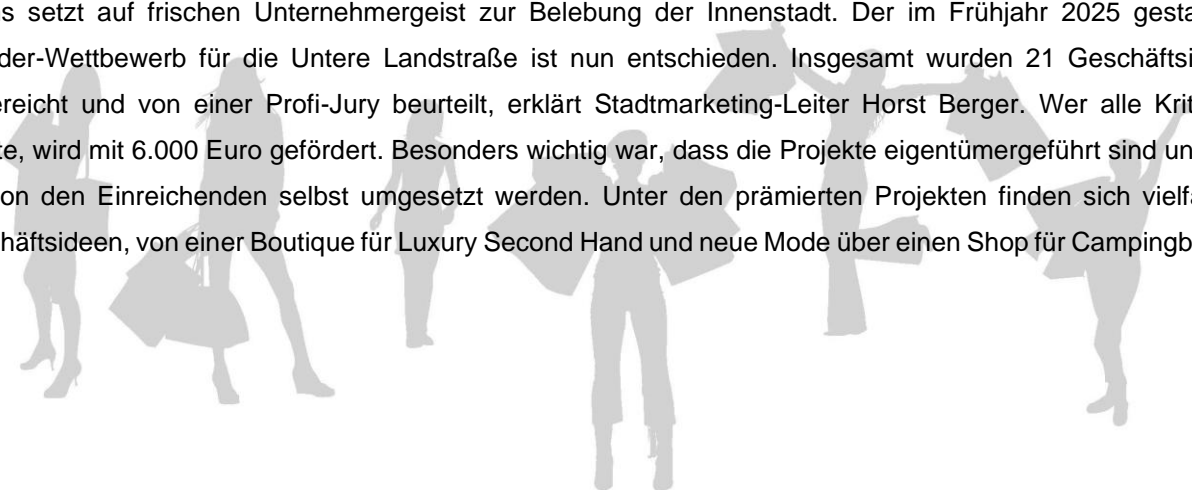 s setzt auf frischen Unternehmergeist zur Belebung der Innenstadt. Der im Frühjahr 2025 gesta
der-Wettbewerb für die Untere Landstraße ist nun entschieden. Insgesamt wurden 21 Geschäftsi
reicht und von einer Profi-Jury beurteilt, erklärt Stadtmarketing-Leiter Horst Berger. Wer alle Krit
te, wird mit 6.000 Euro gefördert. Besonders wichtig war, dass die Projekte eigentümergeführt sind un
on den Einreichenden selbst umgesetzt werden. Unter den prämierten Projekten finden sich vielfa
häftsideen, von einer Boutique für Luxury Second Hand und neue Mode über einen Shop für Campingb